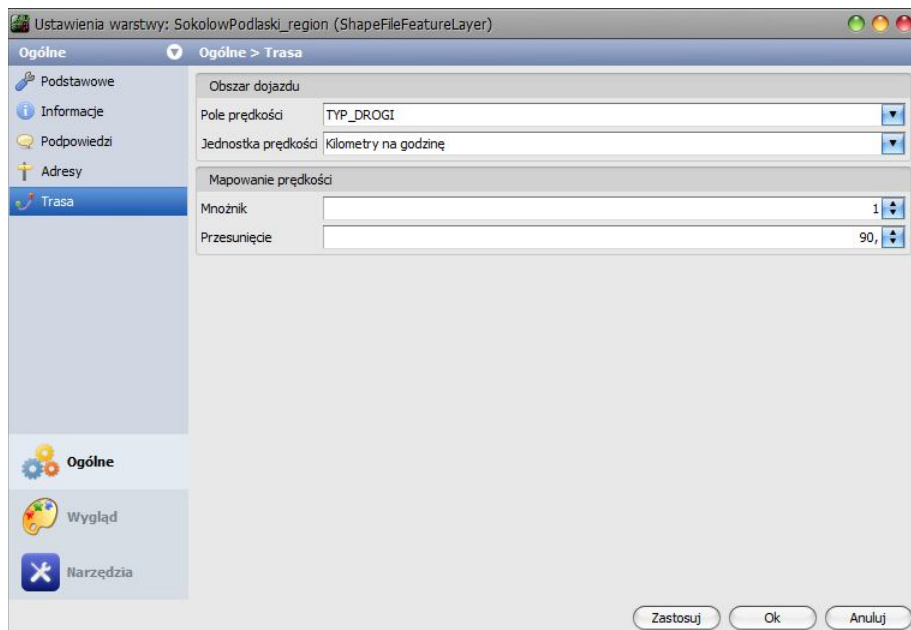 Ustawienia warstwy: SokolowPodlaski_region (ShapeFileFeatureLayer)
Ogólne
Ogólne > Trasa
Podstawowe
Informacje
Podpowiedzi
Adresy
Trasa
Obszar dojazdu
Pole prędkości TYP_DROGI
Jednostka prędkości Kilometry na godzinę
Mapowanie prędkości
Mnożnik 1
Przesunięcie 90,
Ogólne
Wygląd
Narzędzia
Zastosuj Ok Anuluj